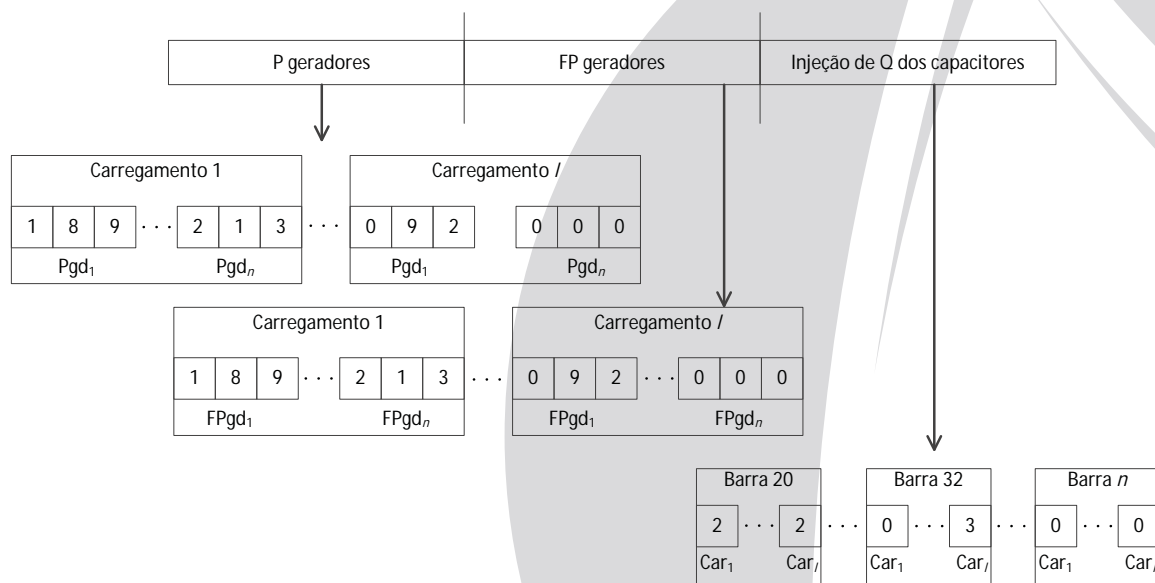 P geradores FP geradores Injeção de Q dos capacitores
Carregamento 1 Carregamento l
1 8 9 ··· 2 1 3 ··· 0 9 2 0 0 0
Pgd1 Pgdn Pgd1 Pgdn
Carregamento 1 Carregamento l
1 8 9 ··· 2 1 3 ··· 0 9 2 ··· 0 0 0
FPgd1 FPgdn FPgd1 FPgdn
Barra 20 Barra 32 Barra n
2 ··· 2 ··· 0 ··· 3 ··· 0 ··· 0
Car1 Carl Car1 Carl Car1 Carl